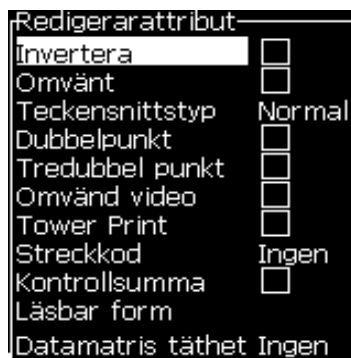 Redigerarattribut
Invertera
Omvänt
Teckensnittstyp Normal
Dubbelpunkt
Tredubbel punkt
Omvänd video
Tower Print
Streckkod Ingen
Kontrollsumma
Läsbar form
Datamatris täthet Ingen